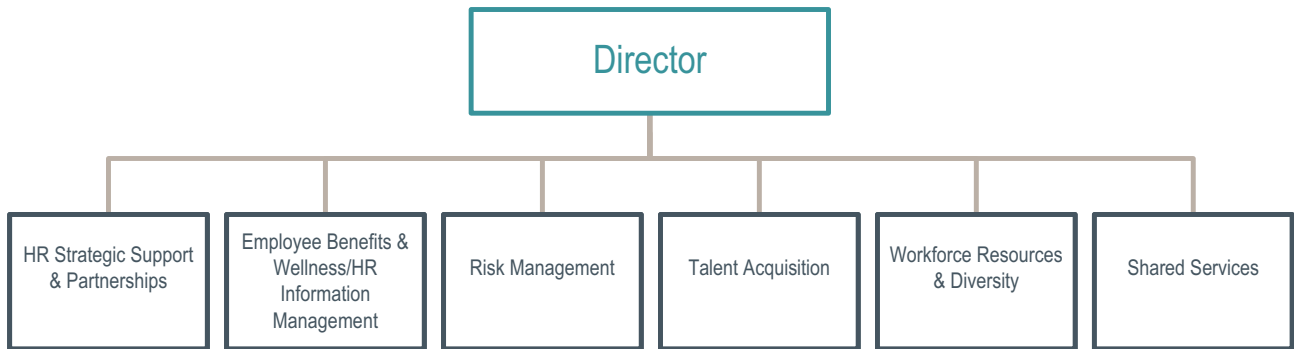 Director
HR Strategic Support
& Partnerships
Employee Benefits &
Wellness/HR
Information
Management
Risk Management
Talent Acquisition
Workforce Resources
& Diversity
Shared Services